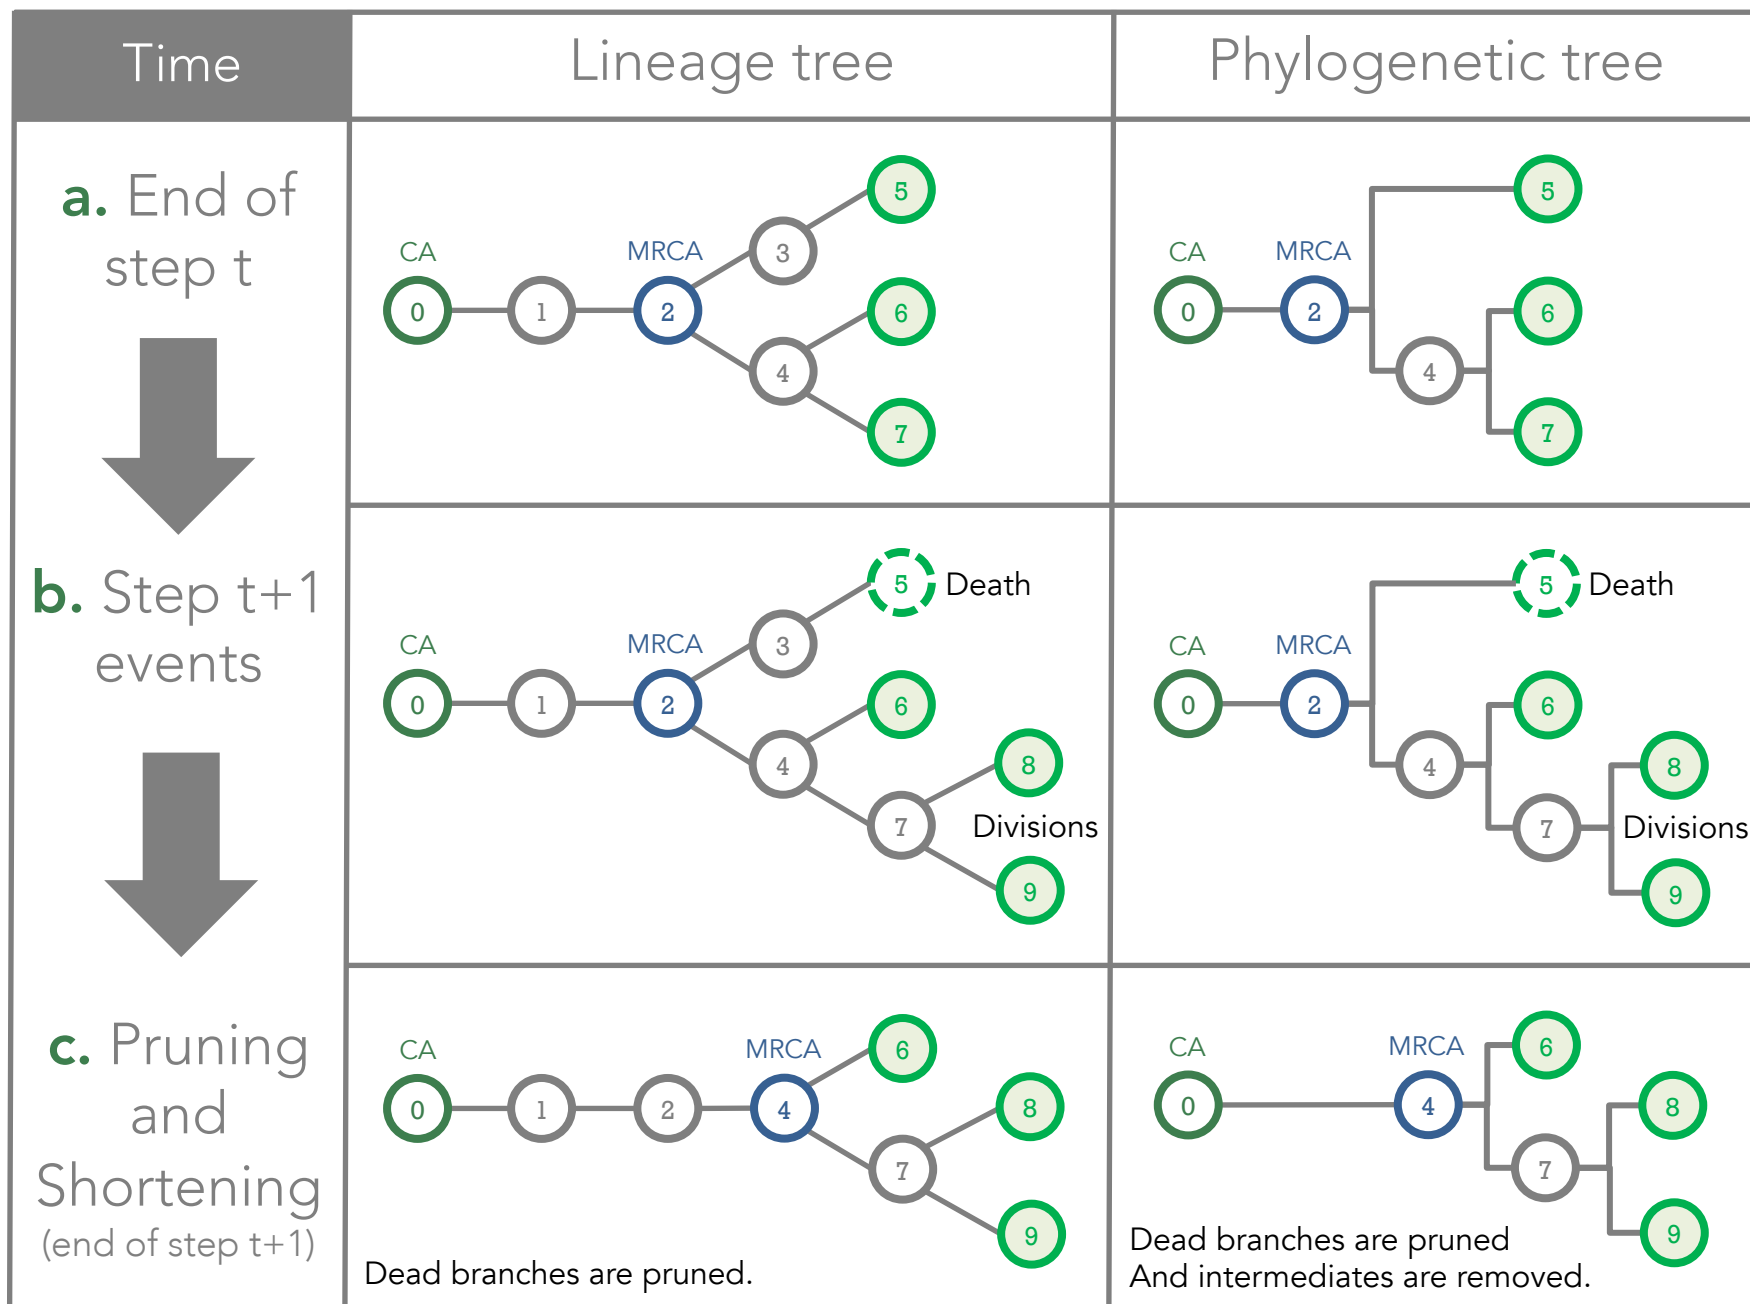 Time
Lineage tree
Phylogenetic tree
a. End of
step t
CA
MRCA
0
1
2
3
4
5
6
7
CA
MRCA
0
2
4
5
6
7
b. Step t+1
events
CA
MRCA
0
1
2
3
4
5
Death
6
7
8
Divisions
9
CA
MRCA
0
2
4
5
Death
6
7
8
Divisions
9
c. Pruning
and
Shortening
(end of step t+1)
CA
MRCA
0
1
2
4
6
7
8
9
Dead branches are pruned.
CA
MRCA
0
4
6
7
8
9
Dead branches are pruned
And intermediates are removed.